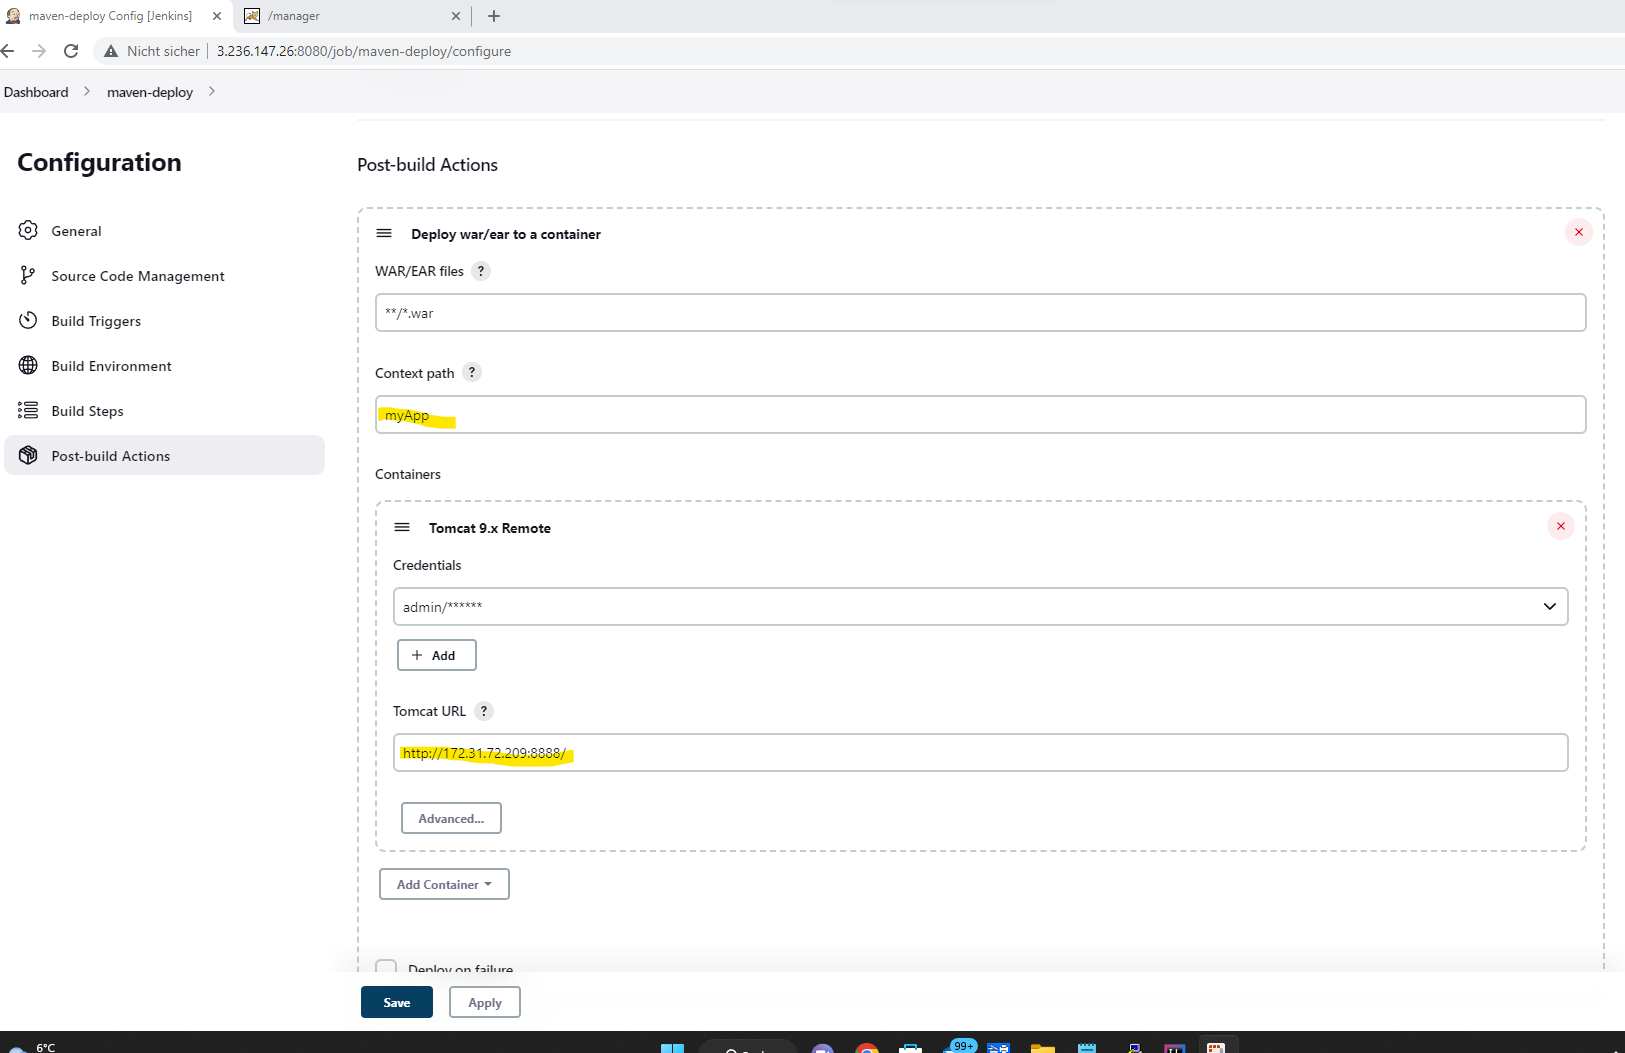 maven-deploy Config [Jenkins]
/manager
Nicht sicher
3.236.147.26:8080/job/maven-deploy/configure
Dashboard
maven-deploy
Configuration
General
Source Code Management
Build Triggers
Build Environment
Build Steps
Post-build Actions
Post-build Actions
Deploy war/ear to a container
WAR/EAR files ?
**/*.war
Context path ?
myApp
Containers
Tomcat 9.x Remote
Credentials
admin/******
+ Add
Tomcat URL ?
http://172.31.72.209:8888/
Advanced...
Add Container
Deploy on failure
Save
Apply
6°C
99+